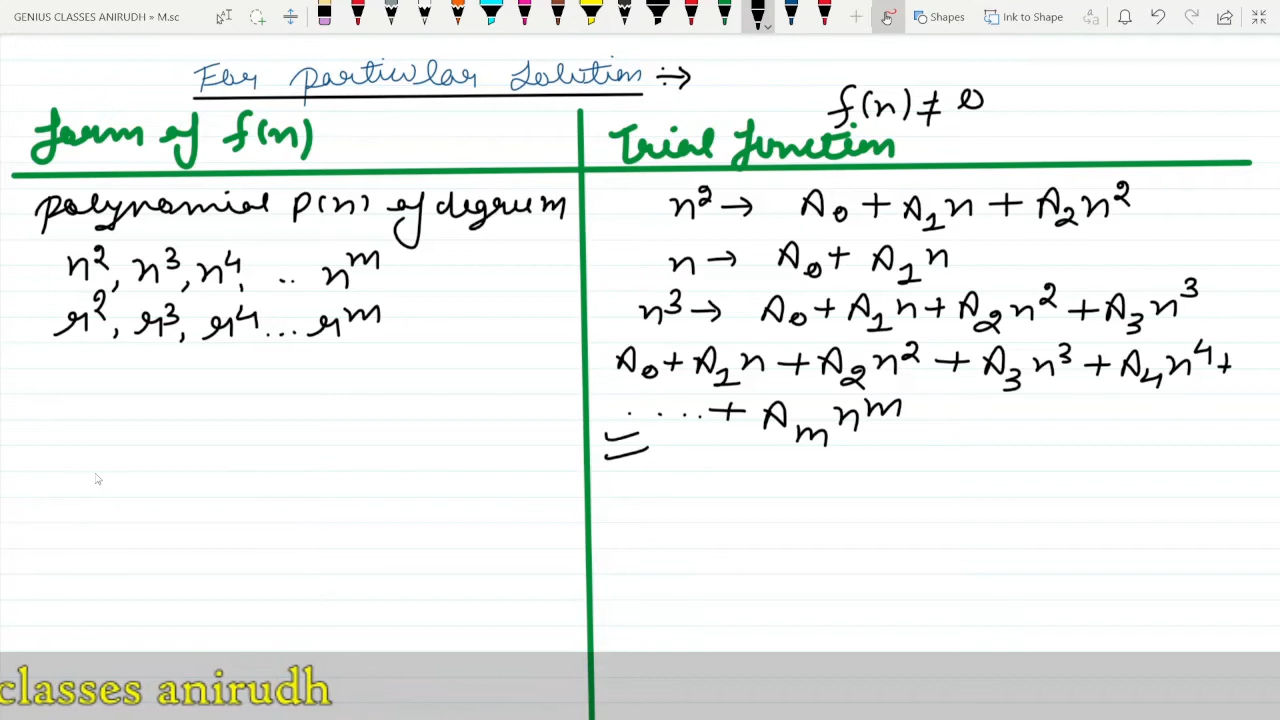 GENIUS CLASSES ANIRUDH » M.sc
Shapes
Ink to Shape
For particular solution :→
f(n) ≠ 0
form of f(n)
Trial function
polynomial P(n) of degree m
n², n³, n⁴, .. nᵐ
r², r³, r⁴ ... rᵐ
n² → A₀ + A₁n + A₂n²
n → A₀ + A₁n
n³ → A₀ + A₁n + A₂n² + A₃n³
A₀ + A₁n + A₂n² + A₃n³ + A₄n⁴ +
..... + Aₘnᵐ
classes anirudh